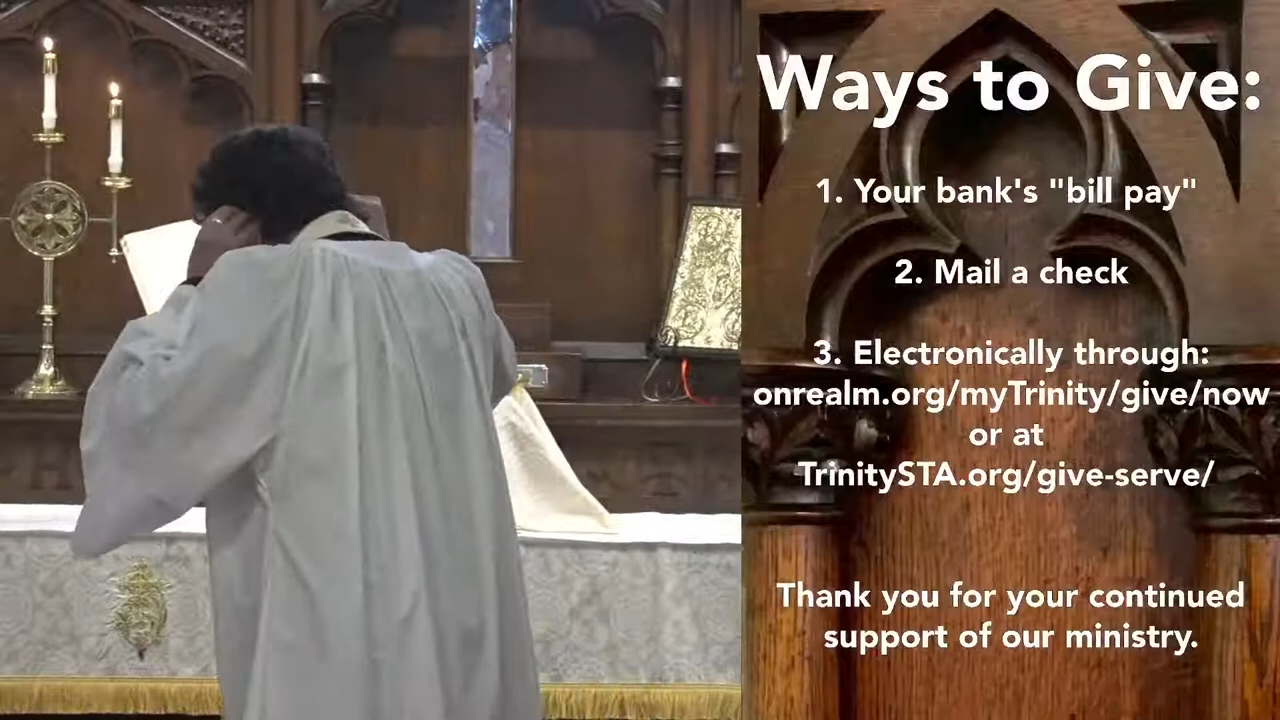 Ways to Give:
1. Your bank's "bill pay"
2. Mail a check
3. Electronically through:
onrealm.org/myTrinity/give/now
or at
TrinitySTA.org/give-serve/
Thank you for your continued
support of our ministry.